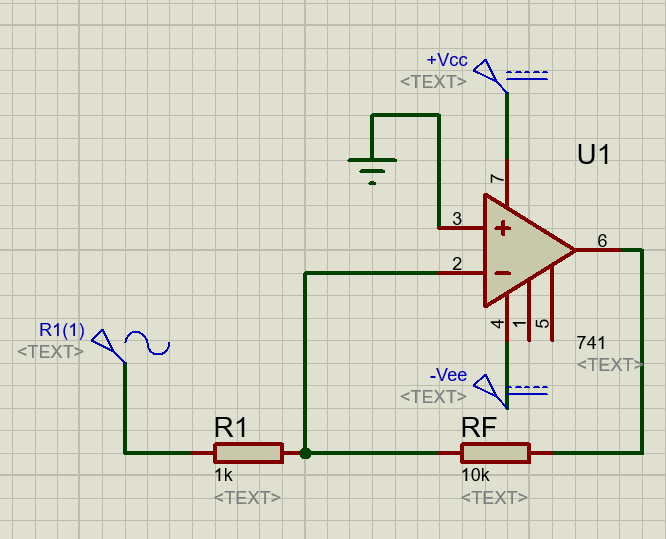 +Vcc
<TEXT>
U1
7
3
6
2
R1(1)
<TEXT>
4
1
5
741
<TEXT>
-Vee
<TEXT>
R1
RF
1k
10k
<TEXT>
<TEXT>